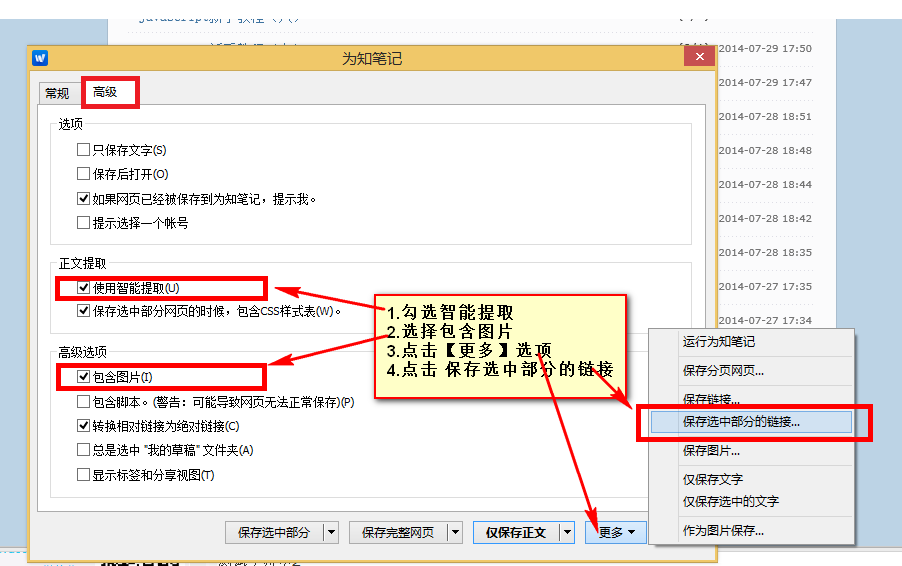 2014-07-29 17:50
为知笔记
2014-07-29 17:47
常规
高级
2014-07-28 18:51
选项
只保存文字(S)
2014-07-28 18:48
保存后打开(O)
2014-07-28 18:44
如果网页已经被保存到为知笔记，提示我。
2014-07-28 18:42
提示选择一个帐号
2014-07-28 18:35
正文提取
使用智能提取(U)
2014-07-27 17:35
保存选中部分网页的时候，包含CSS样式表(W)。
2014-07-27 17:34
1.勾选智能提取
2.选择包含图片
3.点击【更多】选项
4.点击 保存选中部分的链接
高级选项
包含图片(I)
包含脚本。(警告：可能导致网页无法正常保存)(P)
转换相对链接为绝对链接(C)
总是选中 "我的草稿" 文件夹(A)
显示标签和分享视图(T)
运行为知笔记
保存分页网页...
保存链接...
保存选中部分的链接...
保存图片...
仅保存文字
仅保存选中的文字
作为图片保存...
保存选中部分
保存完整网页
仅保存正文
更多